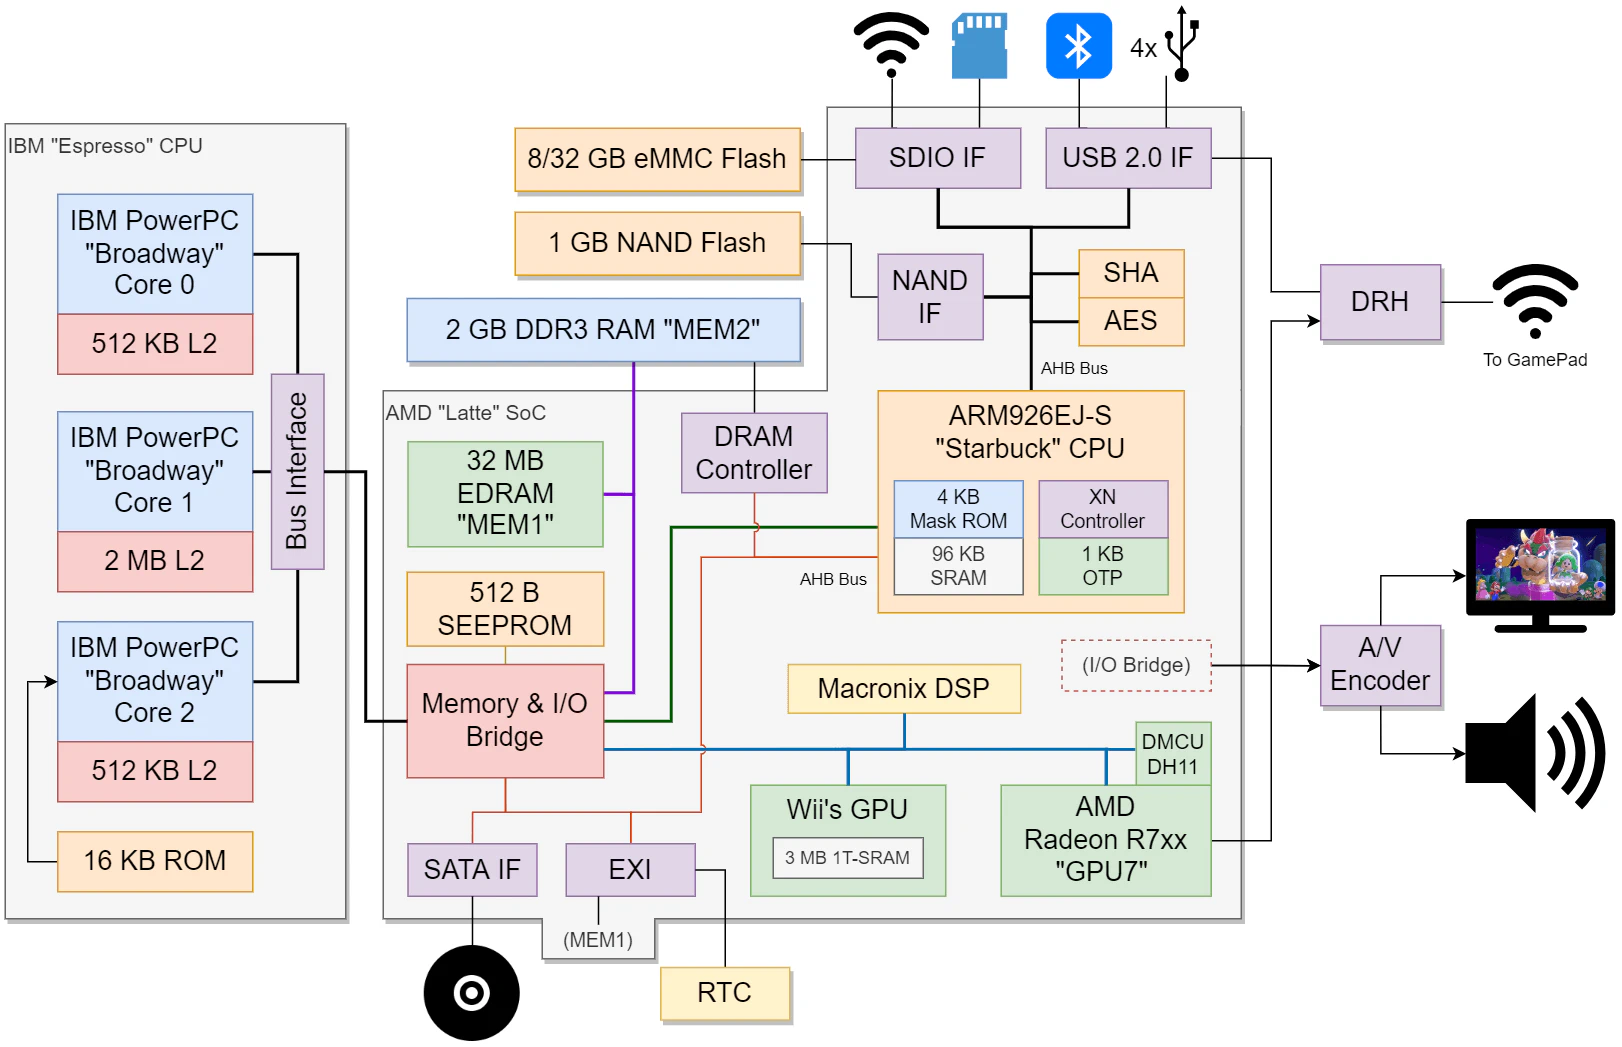 4x
IBM "Espresso" CPU
IBM PowerPC
"Broadway"
Core 0
512 KB L2
IBM PowerPC
"Broadway"
Core 1
2 MB L2
IBM PowerPC
"Broadway"
Core 2
512 KB L2
16 KB ROM
Bus Interface
8/32 GB eMMC Flash
1 GB NAND Flash
2 GB DDR3 RAM "MEM2"
SDIO IF
USB 2.0 IF
NAND
IF
SHA
AES
AHB Bus
DRH
To GamePad
AMD "Latte" SoC
32 MB
EDRAM
"MEM1"
DRAM
Controller
ARM926EJ-S
"Starbuck" CPU
4 KB
Mask ROM
96 KB
SRAM
XN
Controller
1 KB
OTP
AHB Bus
512 B
SEEPROM
Memory & I/O
Bridge
(I/O Bridge)
A/V
Encoder
Macronix DSP
DMCU
DH11
Wii's GPU
3 MB 1T-SRAM
AMD
Radeon R7xx
"GPU7"
SATA IF
EXI
(MEM1)
RTC